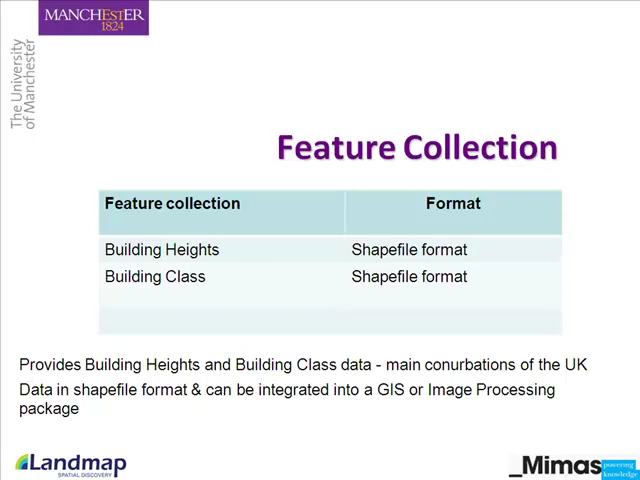 MANCHESTER
1824
The University
of Manchester
Feature Collection
Feature collection Format
Building Heights Shapefile format
Building Class Shapefile format
Provides Building Heights and Building Class data - main conurbations of the UK
Data in shapefile format & can be integrated into a GIS or Image Processing
package
Landmap
SPATIAL DISCOVERY
_Mimas
powering
knowledge